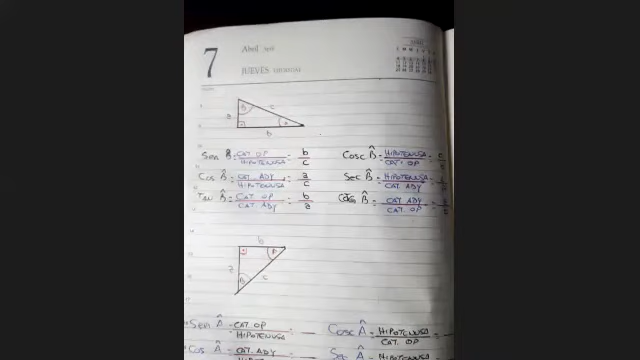 7
Abril
JUEVES
B c
a
A
b
Sen B̂ = CAT. OP / HIPOTENUSA = b / c
Cosc B̂ = HIPOTENUSA / CAT. OP = c
Cos B̂ = CAT. ADY / HIPOTENUSA = a / c
Sec B̂ = HIPOTENUSA / CAT. ADY =
Tan B̂ = CAT. OP / CAT. ADY = b / a
B̂ = CAT. ADY / CAT. OP =
b
A
a
B c
Sen Â = CAT. OP / HIPOTENUSA =
Cosc Â = HIPOTENUSA / CAT. OP =
Cos Â = CAT. ADY
Sec Â = HIPOTENUSA